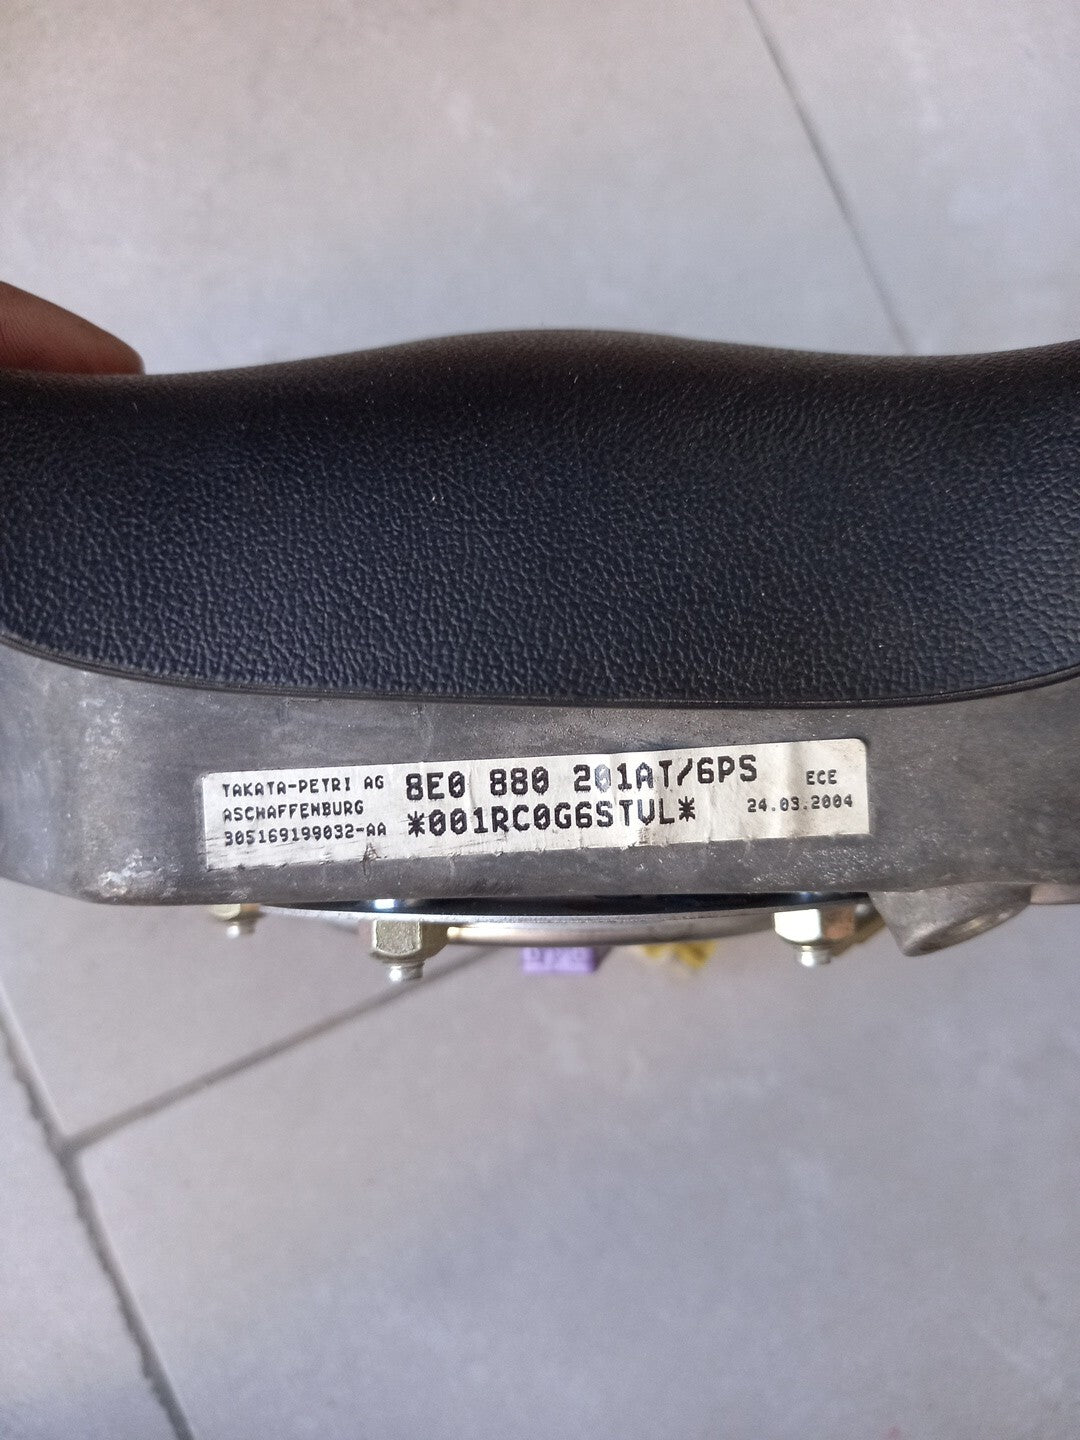 TAKATA-PETRI AG
ASCHAFFENBURG
305169199032-AA
8E0 880 201AT/6PS
*001RC0G6STVL*
ECE
24.03.2004